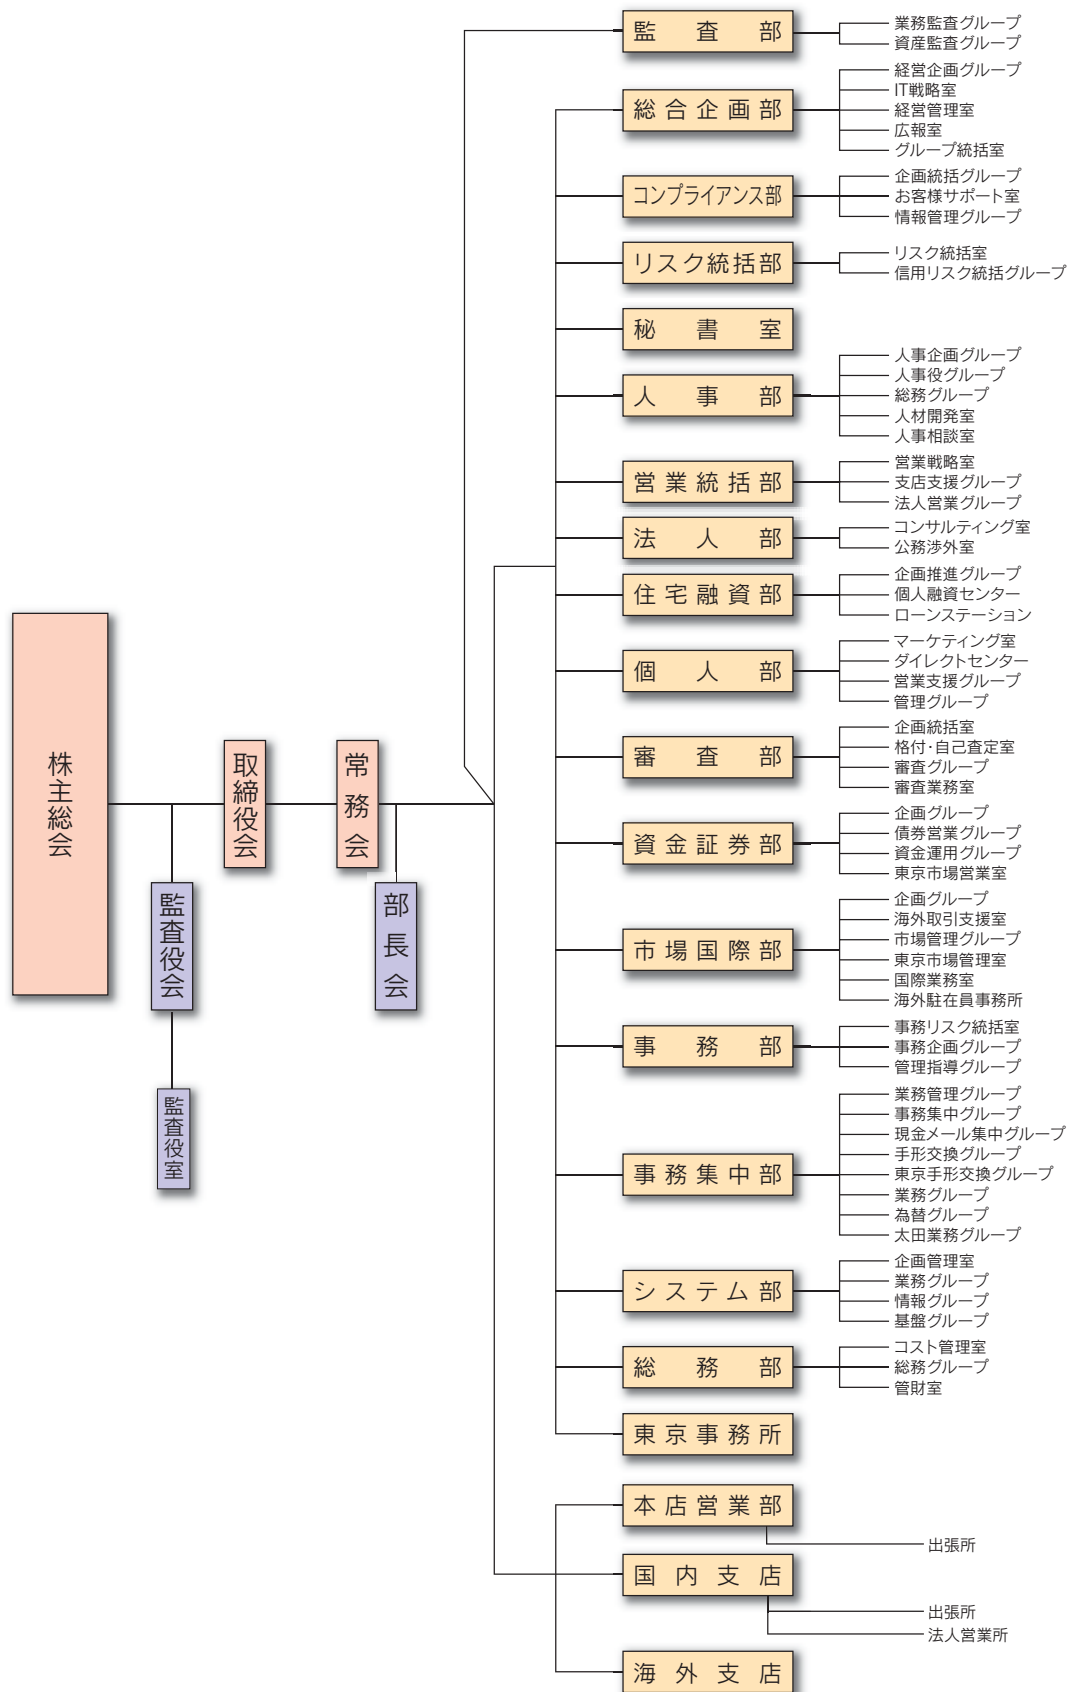 株主総会
監査役会
監査役室
取締役会
常務会
部長会
監査部
業務監査グループ
資産監査グループ
総合企画部
経営企画グループ
IT戦略室
経営管理室
広報室
グループ統括室
コンプライアンス部
企画統括グループ
お客様サポート室
情報管理グループ
リスク統括部
リスク統括室
信用リスク統括グループ
秘書室
人事部
人事企画グループ
人事役グループ
総務グループ
人材開発室
人事相談室
営業統括部
営業戦略室
支店支援グループ
法人営業グループ
法人部
コンサルティング室
公務渉外室
住宅融資部
企画推進グループ
個人融資センター
ローンステーション
個人部
マーケティング室
ダイレクトセンター
営業支援グループ
管理グループ
審査部
企画統括室
格付・自己査定室
審査グループ
審査業務室
資金証券部
企画グループ
債券営業グループ
資金運用グループ
東京市場営業室
市場国際部
企画グループ
海外取引支援室
市場管理グループ
東京市場管理室
国際業務室
海外駐在員事務所
事務部
事務リスク統括室
事務企画グループ
管理指導グループ
事務集中部
業務管理グループ
事務集中グループ
現金メール集中グループ
手形交換グループ
東京手形交換グループ
業務グループ
為替グループ
太田業務グループ
システム部
企画管理室
業務グループ
情報グループ
基盤グループ
総務部
コスト管理室
総務グループ
管財室
東京事務所
本店営業部
出張所
国内支店
出張所
法人営業所
海外支店